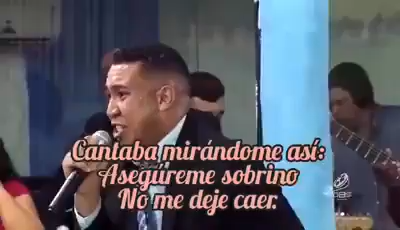 Cantaba mirándome así:
Asegúreme sobrino
No me deje caer.